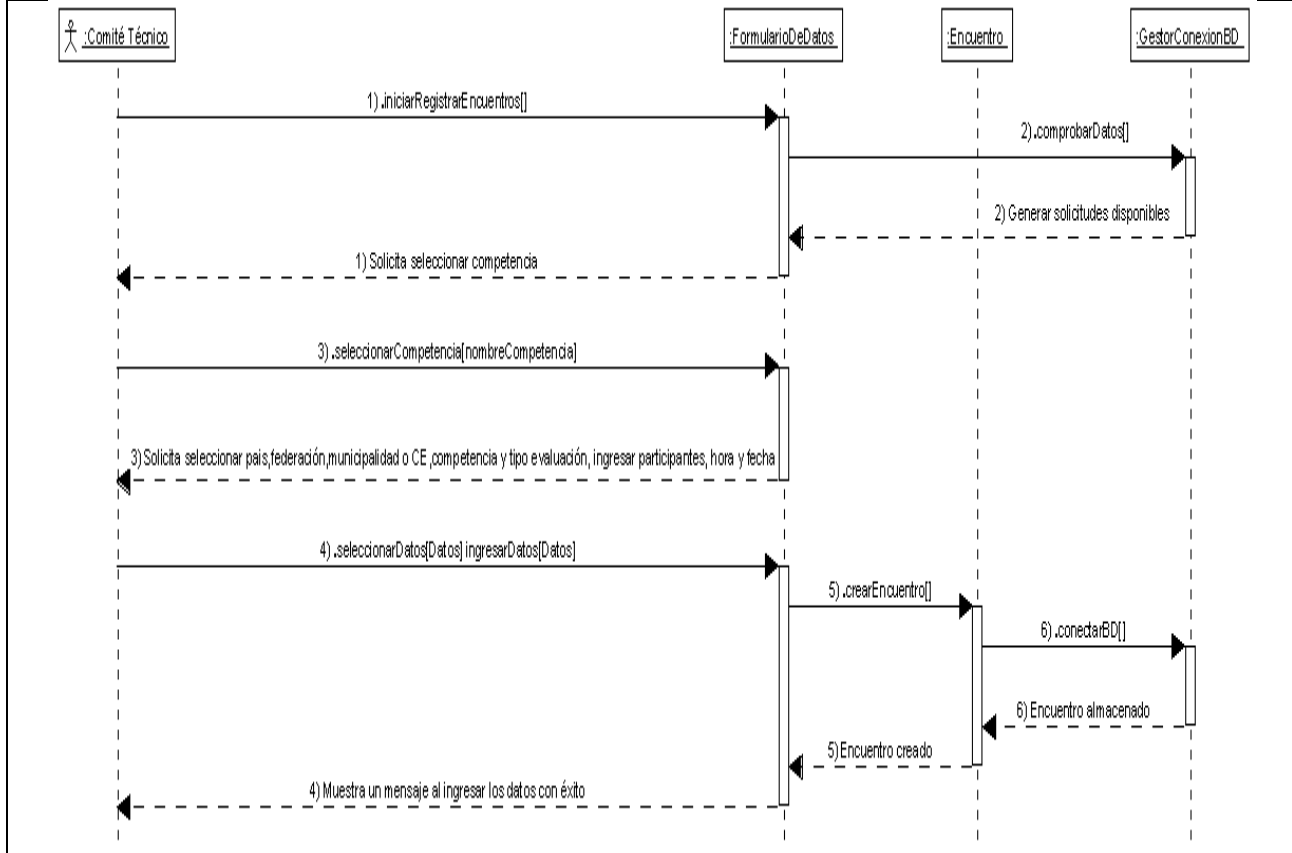 :Comité Técnico
:FormularioDeDatos
:Encuentro
:GestorConexionBD
1) .iniciarRegistrarEncuentros[]
2) .comprobarDatos[]
2) Generar solicitudes disponibles
1) Solicita seleccionar competencia
3) .seleccionarCompetencia[nombreCompetencia]
3) Solicita seleccionar pais,federación,municipalidad o CE ,competencia y tipo evaluación, ingresar participantes, hora y fecha
4) .seleccionarDatos[Datos] ingresarDatos[Datos]
5) .crearEncuentro[]
6) .conectarBD[]
6) Encuentro almacenado
5) Encuentro creado
4) Muestra un mensaje al ingresar los datos con éxito